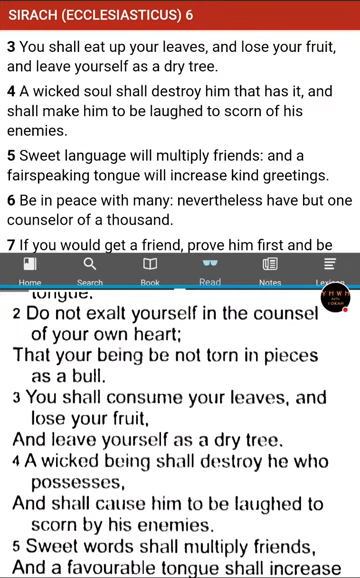 SIRACH (ECCLESIASTICUS) 6
3 You shall eat up your leaves, and lose your fruit,
and leave yourself as a dry tree.
4 A wicked soul shall destroy him that has it, and
shall make him to be laughed to scorn of his
enemies.
5 Sweet language will multiply friends: and a
fairspeaking tongue will increase kind greetings.
6 Be in peace with many: nevertheless have but one
counselor of a thousand.
7 If you would get a friend, prove him first and be
Home Search Book Read Notes
tongue.
2 Do not exalt yourself in the counsel
of your own heart;
That your being be not torn in pieces
as a bull.
3 You shall consume your leaves, and
lose your fruit,
And leave yourself as a dry tree.
4 A wicked being shall destroy he who
possesses,
And shall cause him to be laughed to
scorn by his enemies.
5 Sweet words shall multiply friends,
And a favourable tongue shall increase